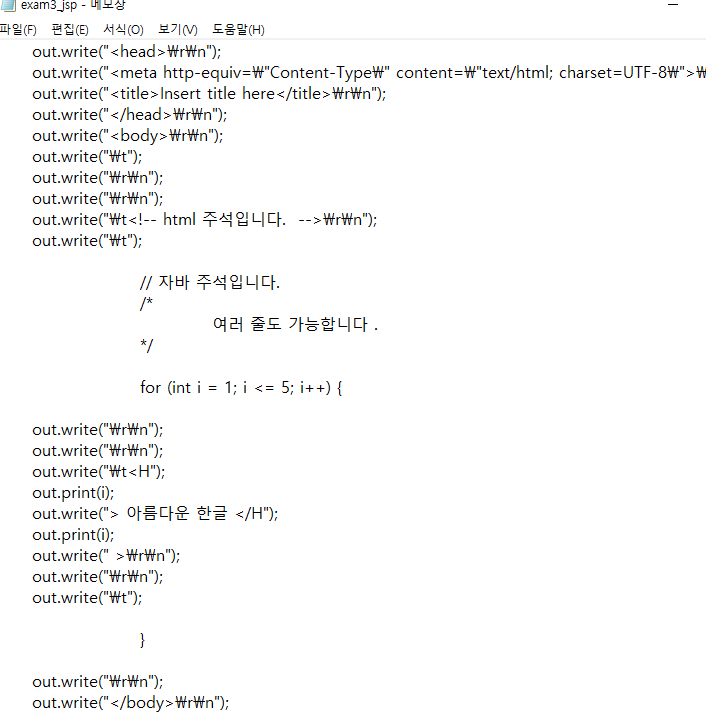 exam3_jsp - 메모장
파일(F) 편집(E) 서식(O) 보기(V) 도움말(H)
out.write("<head>₩r₩n");
out.write("<meta http-equiv=₩"Content-Type₩" content=₩"text/html; charset=UTF-8₩">₩
out.write("<title>Insert title here</title>₩r₩n");
out.write("</head>₩r₩n");
out.write("<body>₩r₩n");
out.write("₩t");
out.write("₩r₩n");
out.write("₩r₩n");
out.write("₩t<!-- html 주석입니다.  -->₩r₩n");
out.write("₩t");
// 자바 주석입니다.
/*
여러 줄도 가능합니다 .
*/
for (int i = 1; i <= 5; i++) {
out.write("₩r₩n");
out.write("₩r₩n");
out.write("₩t<H");
out.print(i);
out.write("> 아름다운 한글 </H");
out.print(i);
out.write(" >₩r₩n");
out.write("₩r₩n");
out.write("₩t");
}
out.write("₩r₩n");
out.write("</body>₩r₩n");